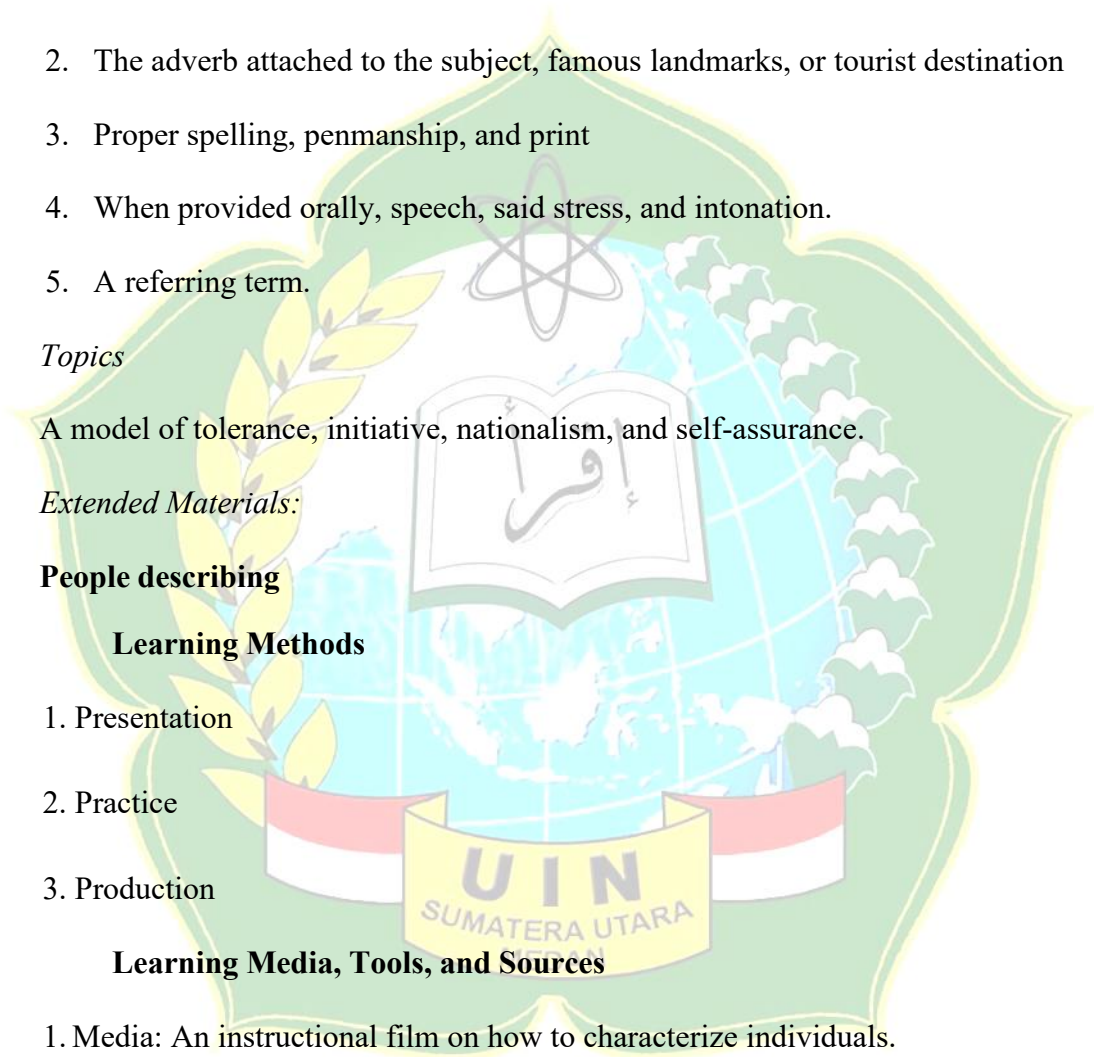 2. The adverb attached to the subject, famous landmarks, or tourist destination
3. Proper spelling, penmanship, and print
4. When provided orally, speech, said stress, and intonation.
5. A referring term.
Topics
A model of tolerance, initiative, nationalism, and self-assurance.
إقرأ
Extended Materials:
People describing
Learning Methods
1. Presentation
2. Practice
3. Production
UIN
SUMATERA UTARA
MEDAN
Learning Media, Tools, and Sources
1. Media: An instructional film on how to characterize individuals.